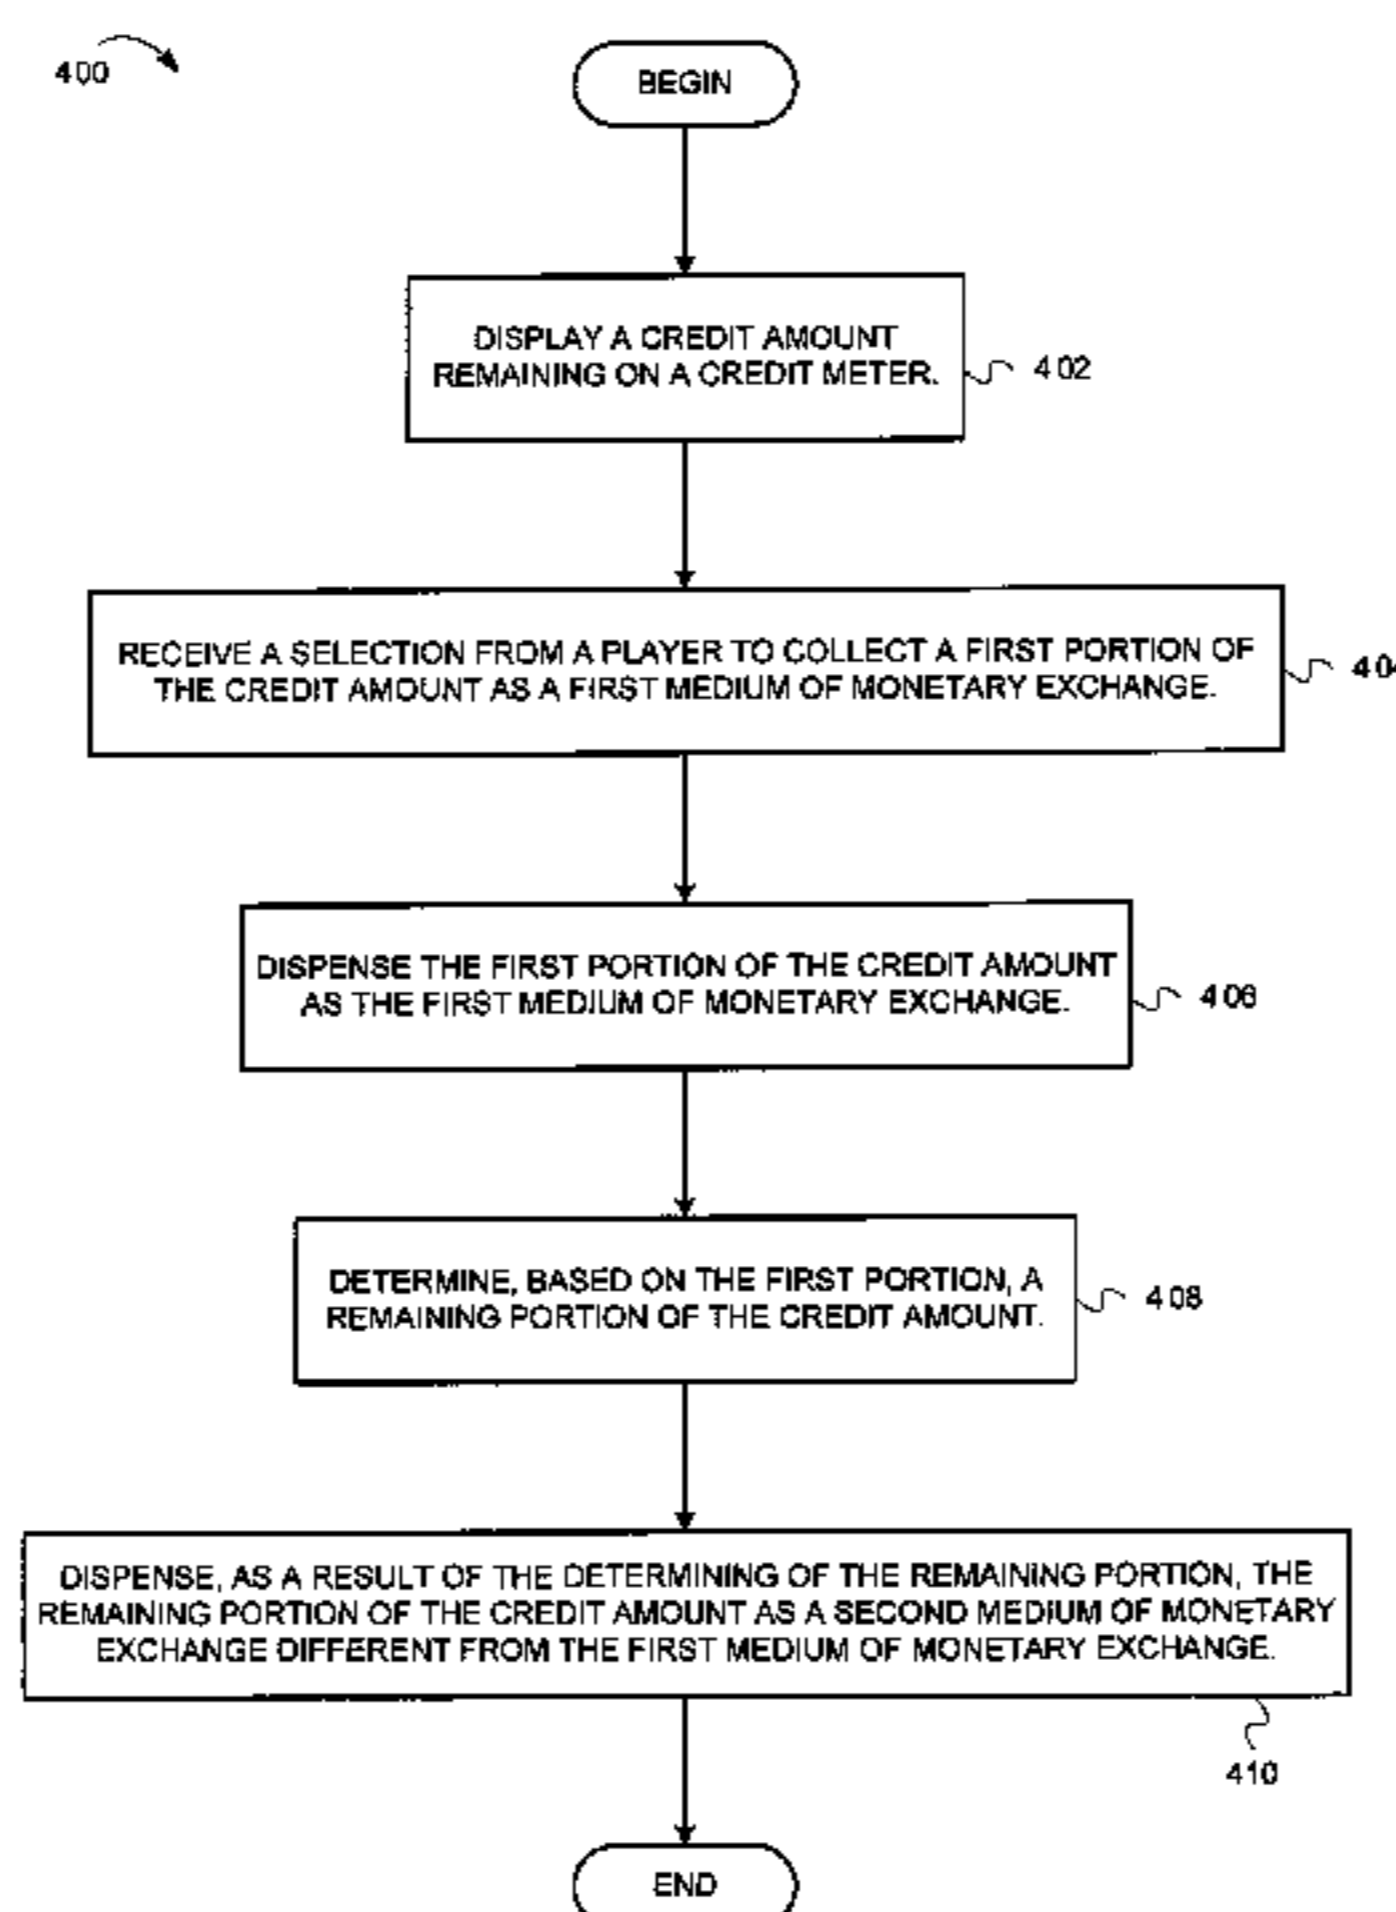 400
BEGIN
DISPLAY A CREDIT AMOUNT
REMAINING ON A CREDIT METER.
402
RECEIVE A SELECTION FROM A PLAYER TO COLLECT A FIRST PORTION OF
THE CREDIT AMOUNT AS A FIRST MEDIUM OF MONETARY EXCHANGE.
404
DISPENSE THE FIRST PORTION OF THE CREDIT AMOUNT
AS THE FIRST MEDIUM OF MONETARY EXCHANGE.
406
DETERMINE, BASED ON THE FIRST PORTION, A
REMAINING PORTION OF THE CREDIT AMOUNT.
408
DISPENSE, AS A RESULT OF THE DETERMINING OF THE REMAINING PORTION, THE
REMAINING PORTION OF THE CREDIT AMOUNT AS A SECOND MEDIUM OF MONETARY
EXCHANGE DIFFERENT FROM THE FIRST MEDIUM OF MONETARY EXCHANGE.
410
END